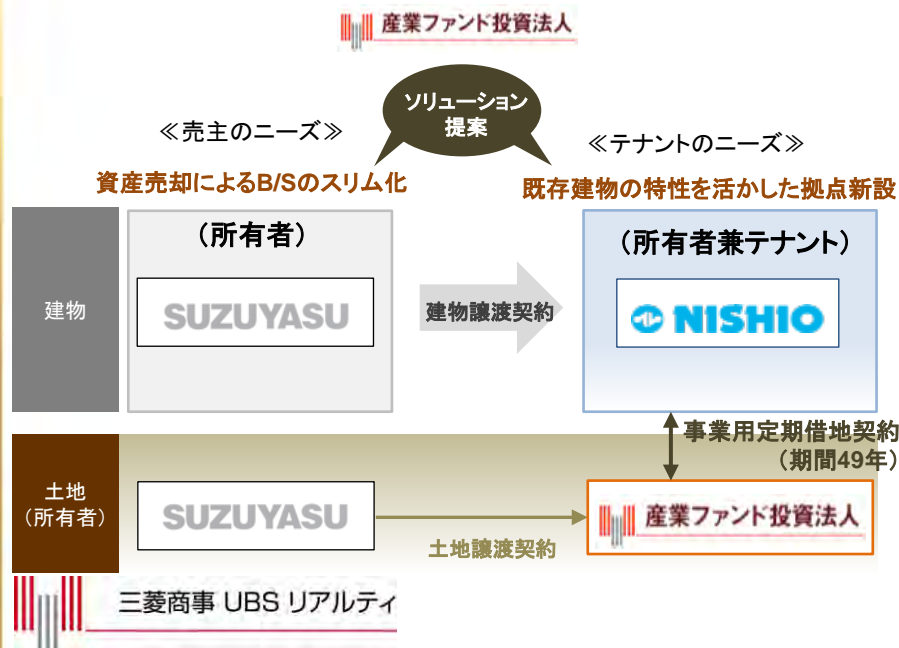 産業ファンド投資法人
ソリューション
提案
≪売主のニーズ≫
≪テナントのニーズ≫
資産売却によるB/Sのスリム化
既存建物の特性を活かした拠点新設
建物
（所有者）
SUZUYASU
建物譲渡契約
（所有者兼テナント）
NISHIO
事業用定期借地契約
（期間49年）
土地
（所有者）
SUZUYASU
土地譲渡契約
産業ファンド投資法人
三菱商事 UBS リアルティ